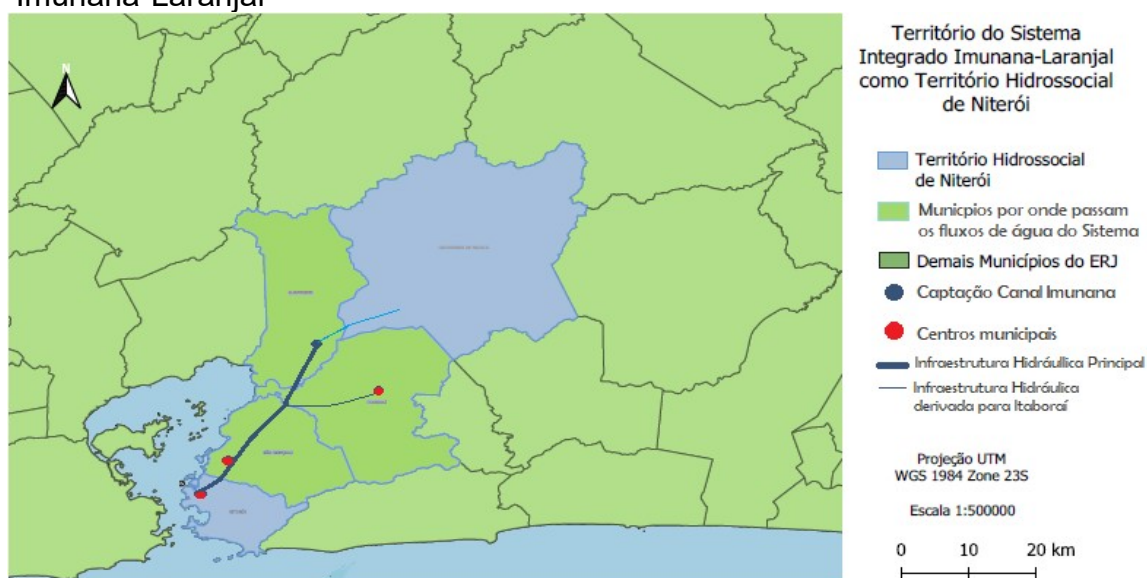 Imunana-Laranjal
N
Território do Sistema
Integrado Imunana-Laranjal
como Território Hidrossocial
de Niterói
Território Hidrossocial
de Niterói
Municpios por onde passam
os fluxos de água do Sistema
Demais Municípios do ERJ
Captação Canal Imunana
Centros municipais
Infraestrutura Hidráullica Principal
Infraestrutura Hidráulica
derivada para Itaboraí
Projeção UTM
WGS 1984 Zone 23S
Escala 1:500000
0 10 20 km